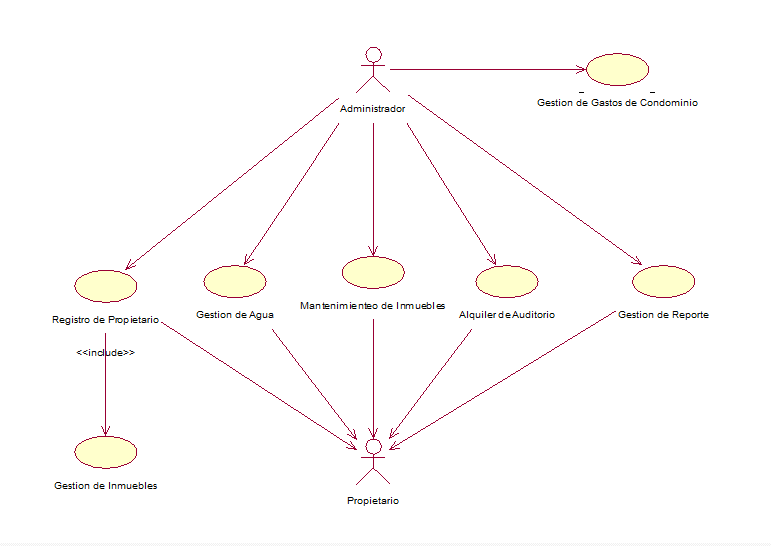 Administrador
Gestion de Gastos de Condominio
Registro de Propietario
Gestion de Agua
Mantenimienteo de Inmuebles
Alquiler de Auditorio
Gestion de Reporte
<<include>>
Gestion de Inmuebles
Propietario